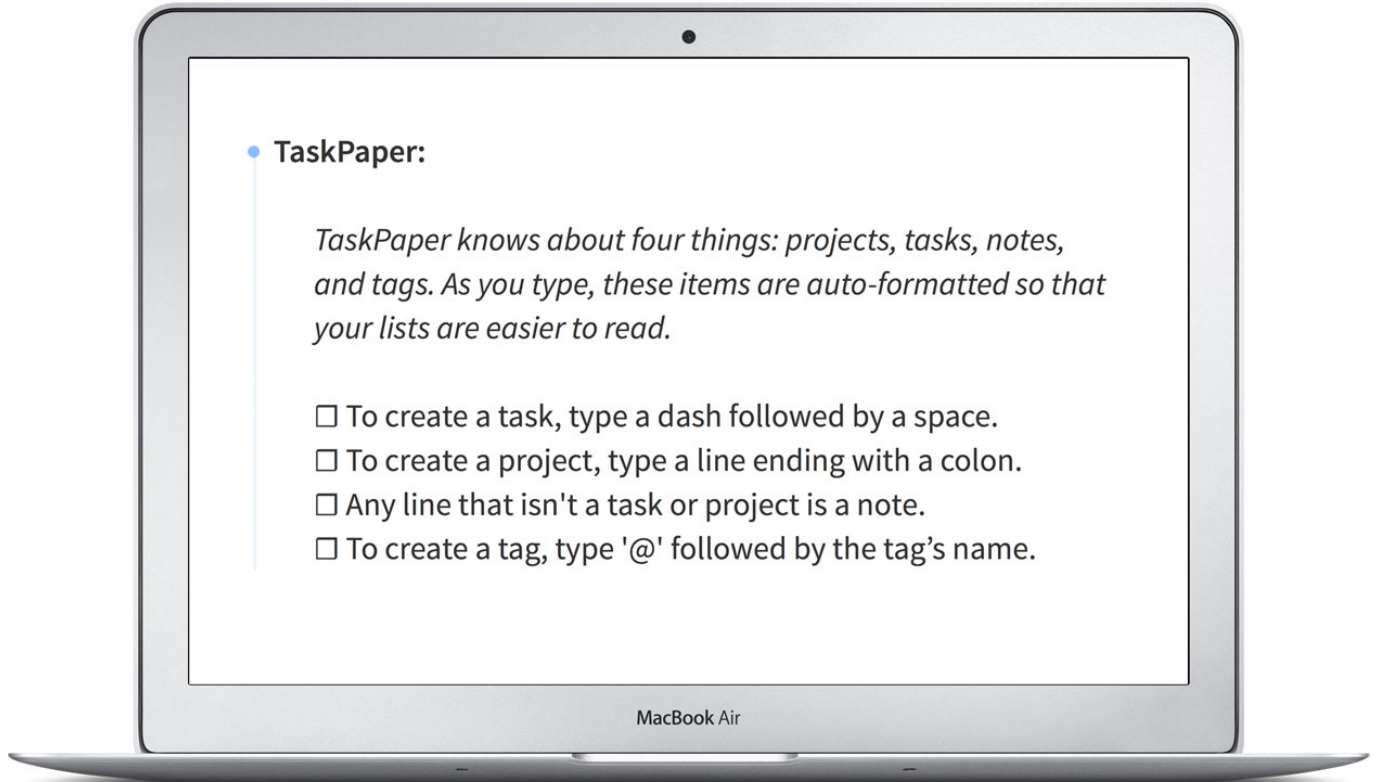 TaskPaper:
TaskPaper knows about four things: projects, tasks, notes,
and tags. As you type, these items are auto-formatted so that
your lists are easier to read.
☐ To create a task, type a dash followed by a space.
☐ To create a project, type a line ending with a colon.
☐ Any line that isn't a task or project is a note.
☐ To create a tag, type '@' followed by the tag’s name.
MacBook Air